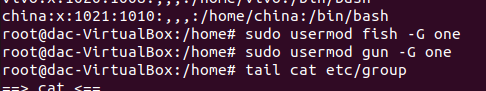 china:x:1021:1010:,,,:/home/china:/bin/bash
root@dac-VirtualBox:/home# sudo usermod fish -G one
root@dac-VirtualBox:/home# sudo usermod gun -G one
root@dac-VirtualBox:/home# tail cat etc/group
==> cat <==